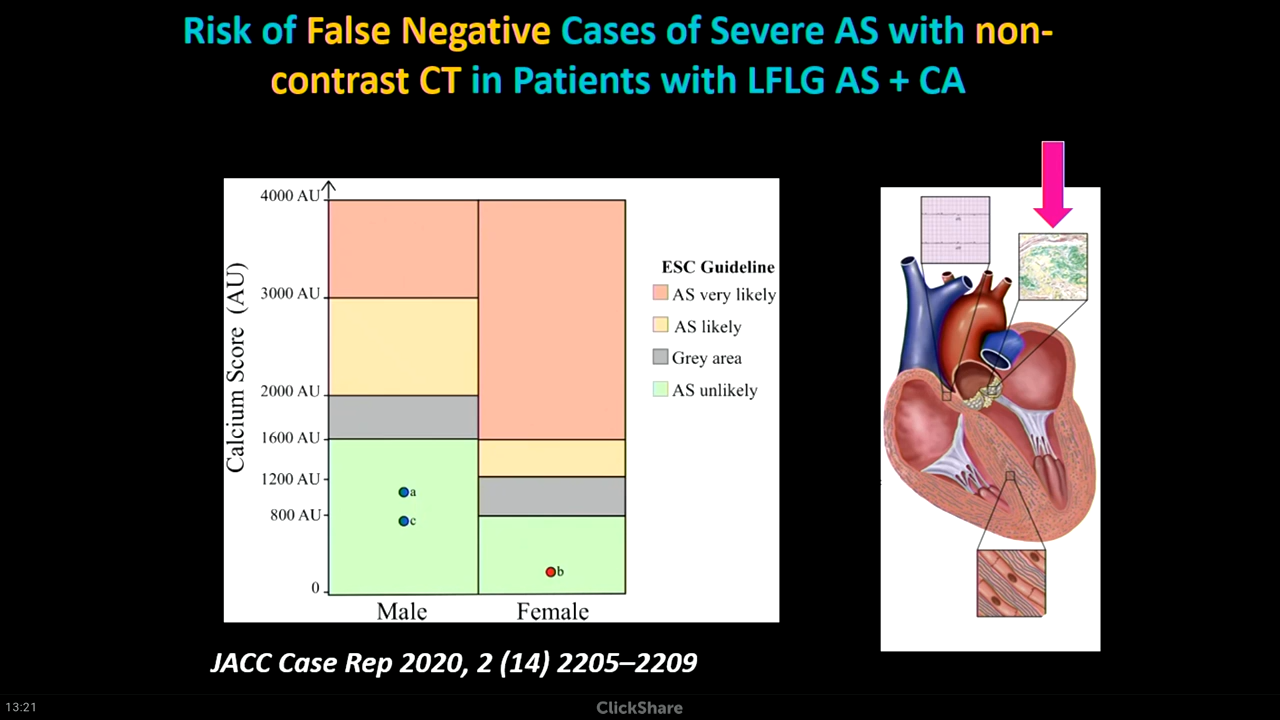 Risk of False Negative Cases of Severe AS with non-
contrast CT in Patients with LFLG AS + CA
Calcium Score (AU)
4000 AU
3000 AU
2000 AU
1600 AU
1200 AU
800 AU
0
a
c
b
Male
Female
ESC Guideline
AS very likely
AS likely
Grey area
AS unlikely
JACC Case Rep 2020, 2 (14) 2205–2209
13:21
ClickShare